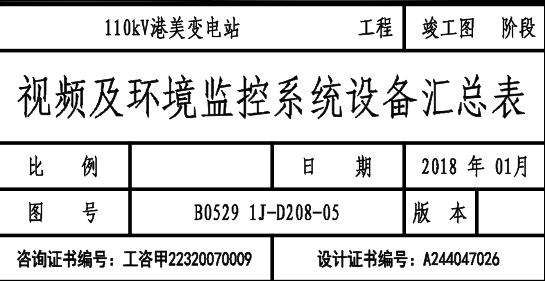 110kV港美变电站 工程 竣工图 阶段
视频及环境监控系统设备汇总表
比 例 日 期 2018 年 01月
图 号 B0529 1J-D208-05 版 本
咨询证书编号: 工咨甲22320070009 设计证书编号: A244047026